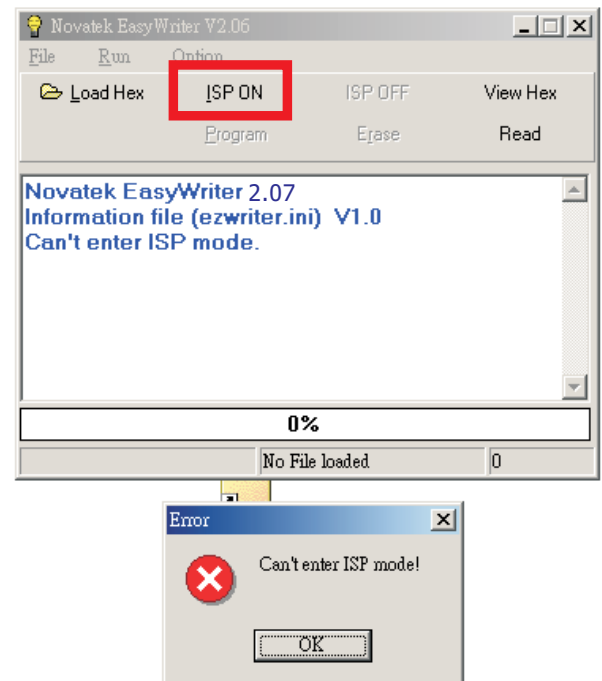 Novatek EasyWriter V2.06
File Run Option
Load Hex ISP ON ISP OFF View Hex
Program Erase Read
Novatek EasyWriter 2.07
Information file (ezwriter.ini) V1.0
Can't enter ISP mode.
0%
No File loaded 0
Error
Can't enter ISP mode!
OK